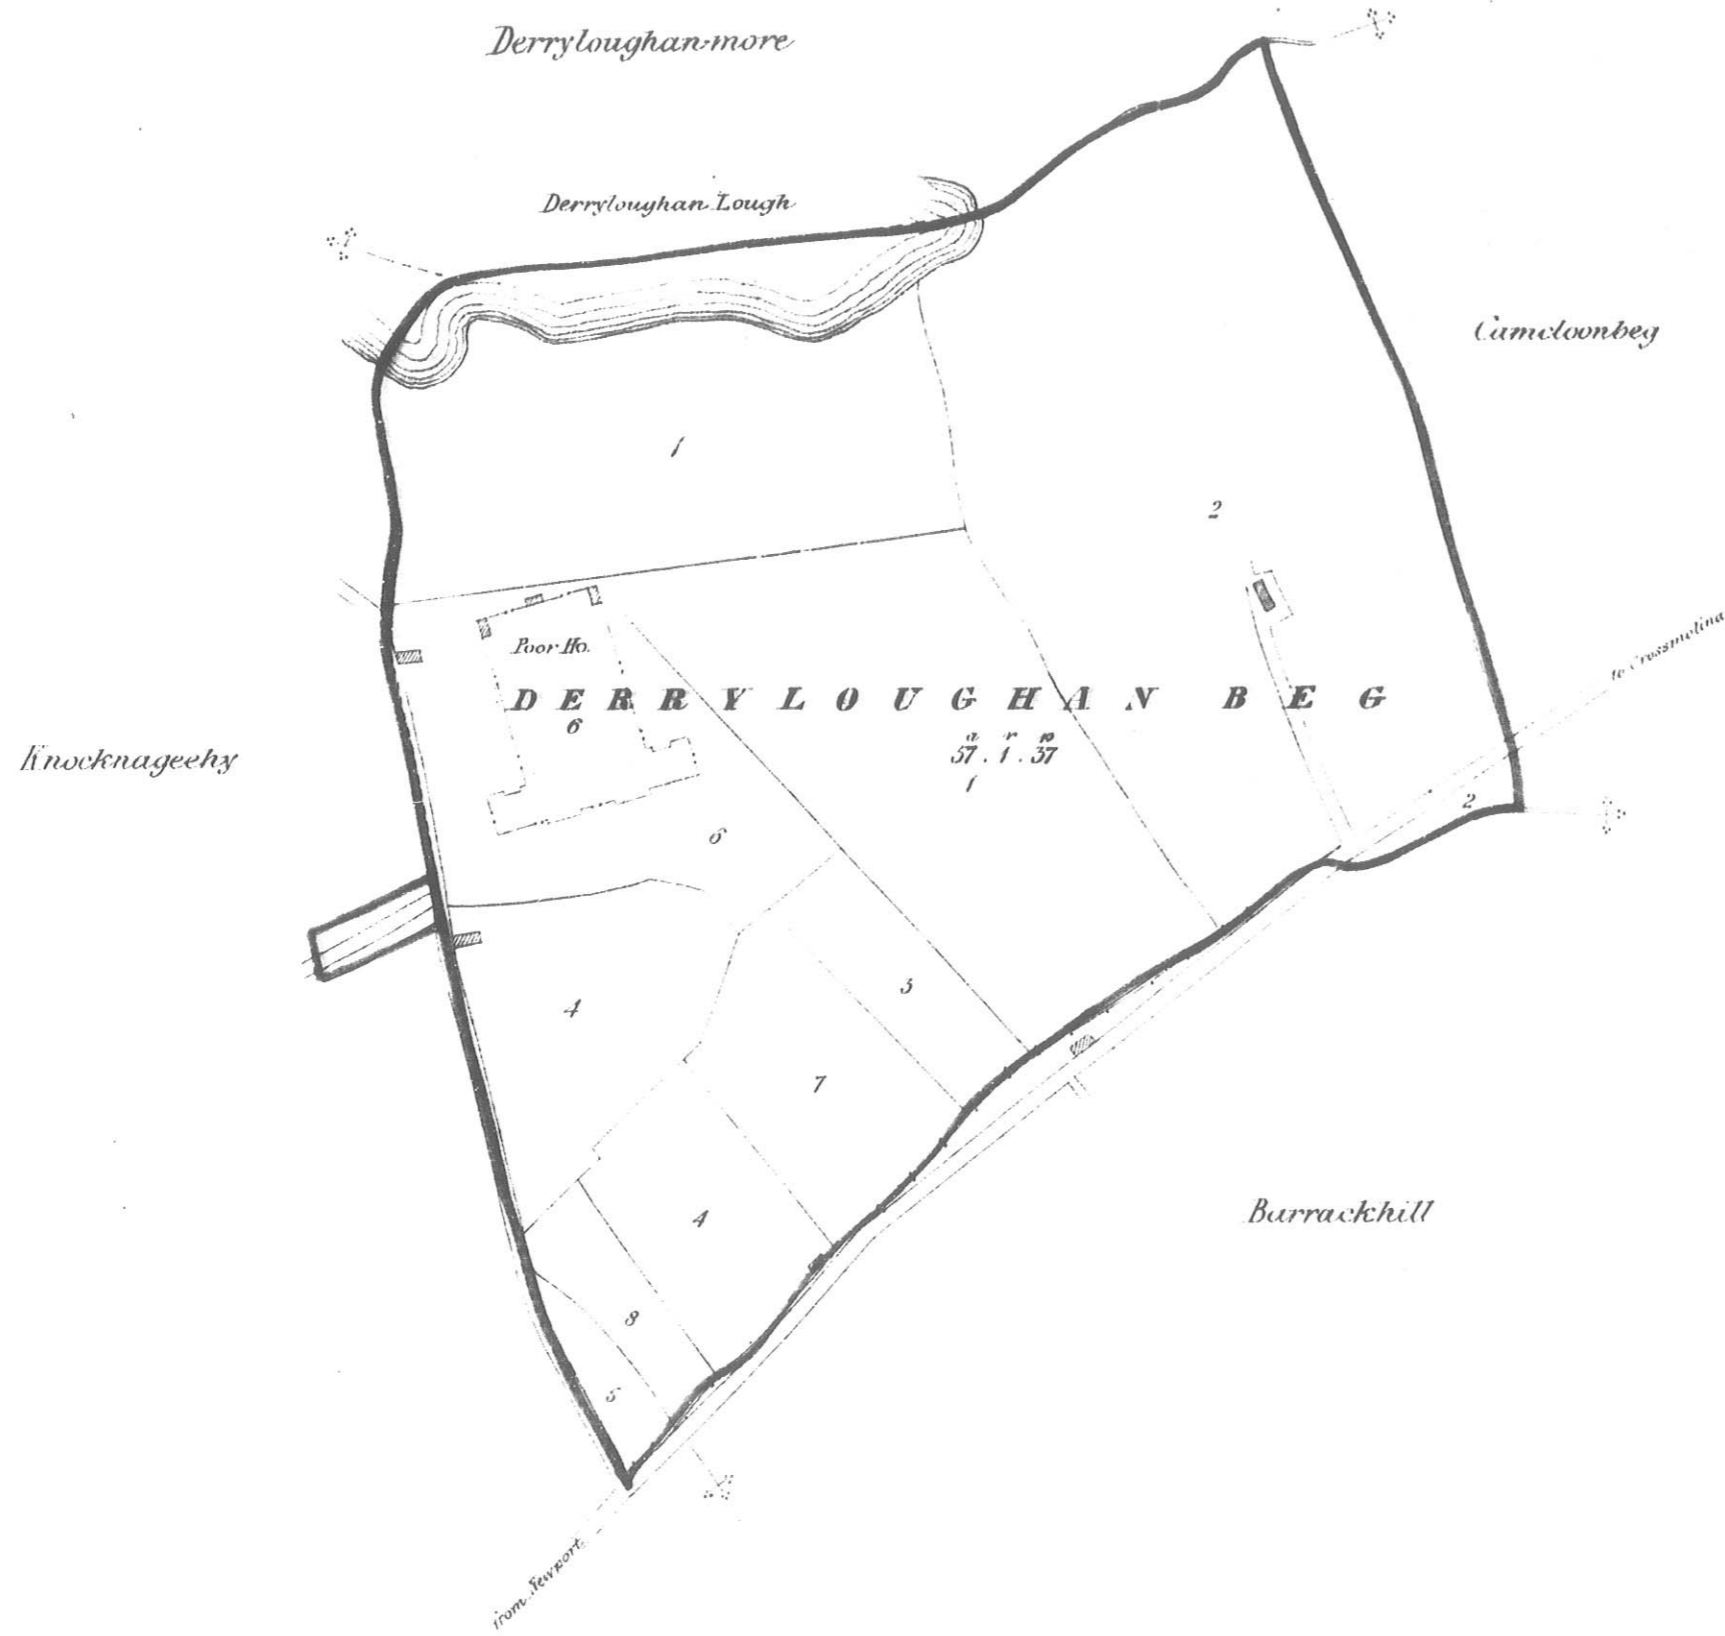 Derryloughan-more
Derryloughan Lough
Camcloonbeg
1
2
to Crossmolina
Poor Ho.
DERRYLOUGHAN BEG
6
a r p
57.1.37
1
Knocknageehy
2
6
5
4
7
4
Barrackhill
8
5
from Newport